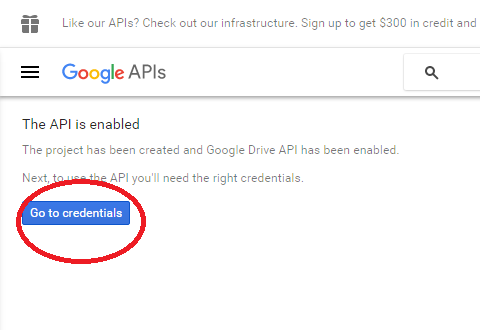 Like our APIs? Check out our infrastructure. Sign up to get $300 in credit and
Google APIs
The API is enabled
The project has been created and Google Drive API has been enabled.
Next, to use the API you'll need the right credentials.
Go to credentials